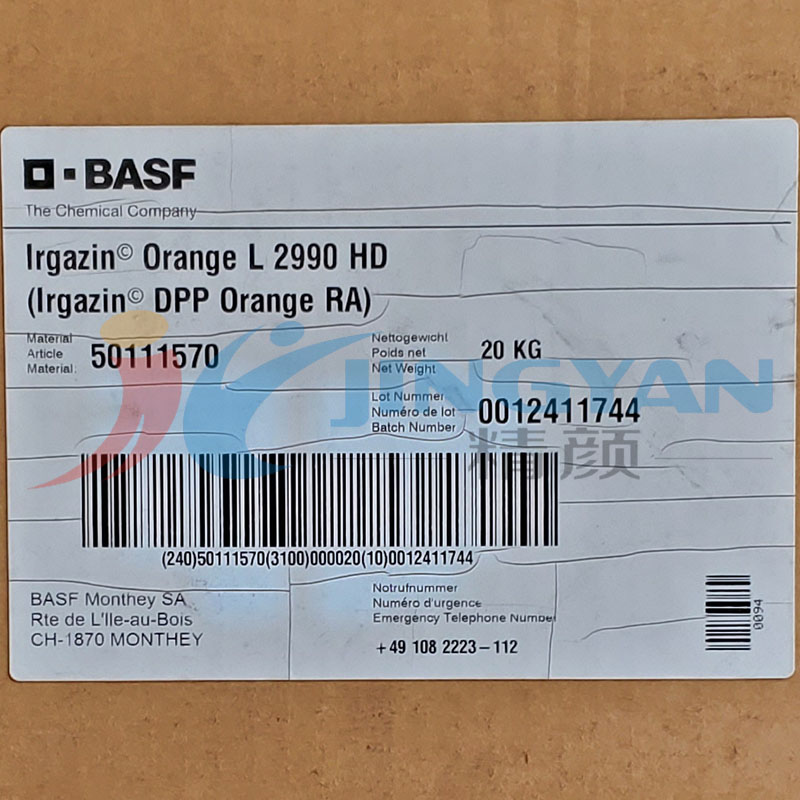 BASF
The Chemical Company
Irgazin© Orange L 2990 HD
(Irgazin© DPP Orange RA)
Material
Article
Material:
50111570
Nettogewicht
Poids net
Net Weight
20 KG
Lot Nummer
Numéro de lot
Batch Number
0012411744
JINGYAN
精颜
(240)50111570(3100)000020(10)0012411744
BASF Monthey SA
Rte de L'Ile-au-Bois
CH-1870 MONTHEY
Notrufnummer
Numéro d'urgence
Emergency Telephone Number
+49 108 2223-112
0094